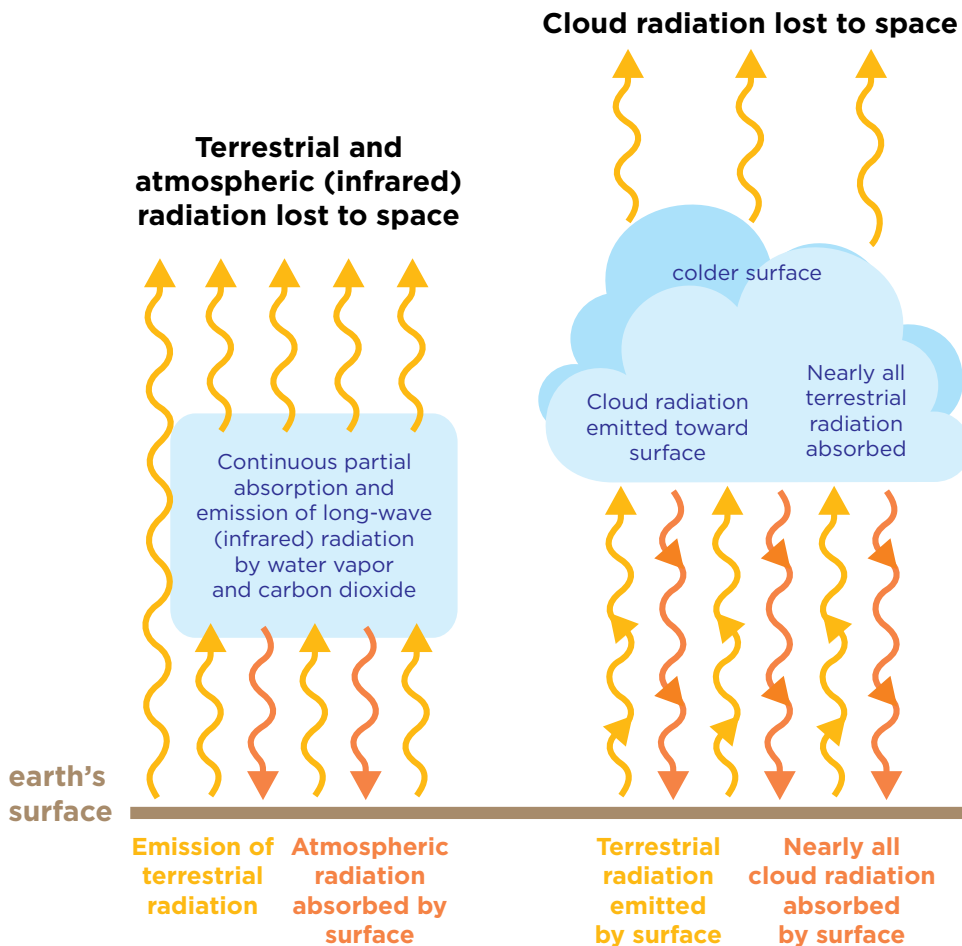 Cloud radiation lost to space
Terrestrial and
atmospheric (infrared)
radiation lost to space
colder surface
Cloud radiation
emitted toward
surface
Nearly all
terrestrial
radiation
absorbed
Continuous partial
absorption and
emission of long-wave
(infrared) radiation
by water vapor
and carbon dioxide
earth's
surface
Emission of
terrestrial
radiation
Atmospheric
radiation
absorbed by
surface
Terrestrial
radiation
emitted
by surface
Nearly all
cloud radiation
absorbed
by surface